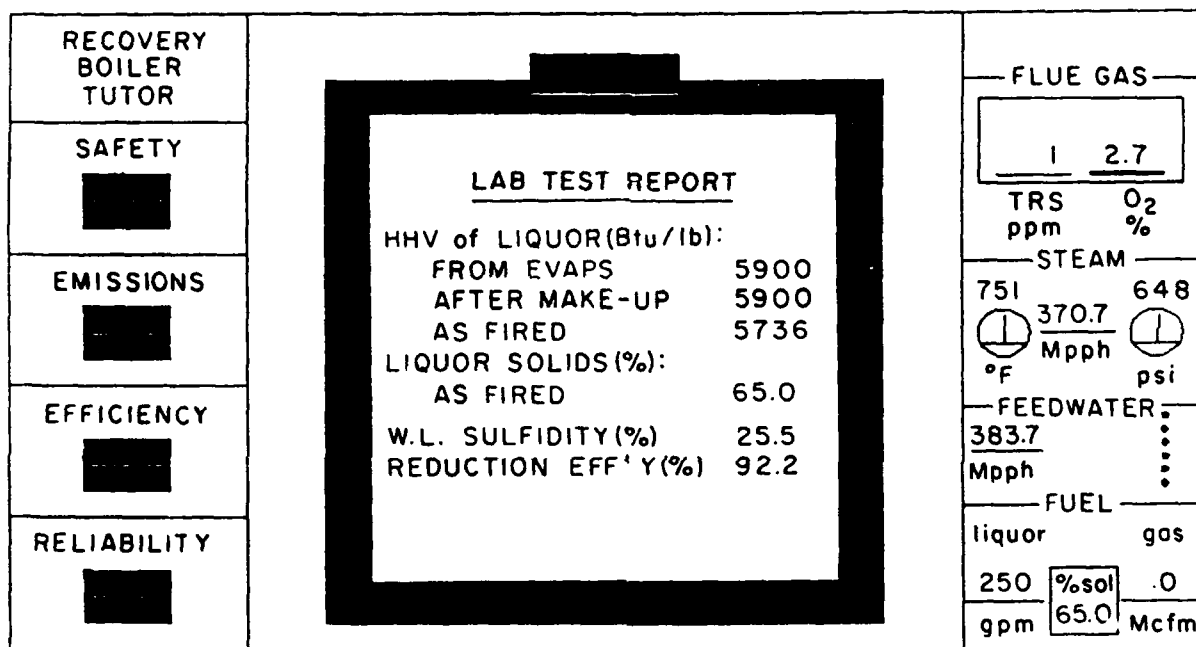 RECOVERY
BOILER
TUTOR
SAFETY
EMISSIONS
EFFICIENCY
RELIABILITY
LAB TEST REPORT
HHV of LIQUOR(Btu/lb):
FROM EVAPS 5900
AFTER MAKE-UP 5900
AS FIRED 5736
LIQUOR SOLIDS(%):
AS FIRED 65.0
W.L. SULFIDITY(%) 25.5
REDUCTION EFF'Y(%) 92.2
FLUE GAS
1 2.7
TRS O2
ppm %
STEAM
751 370.7 648
°F Mpph psi
FEEDWATER
383.7
Mpph
FUEL
liquor gas
250 %sol .0
gpm 65.0 Mcfm